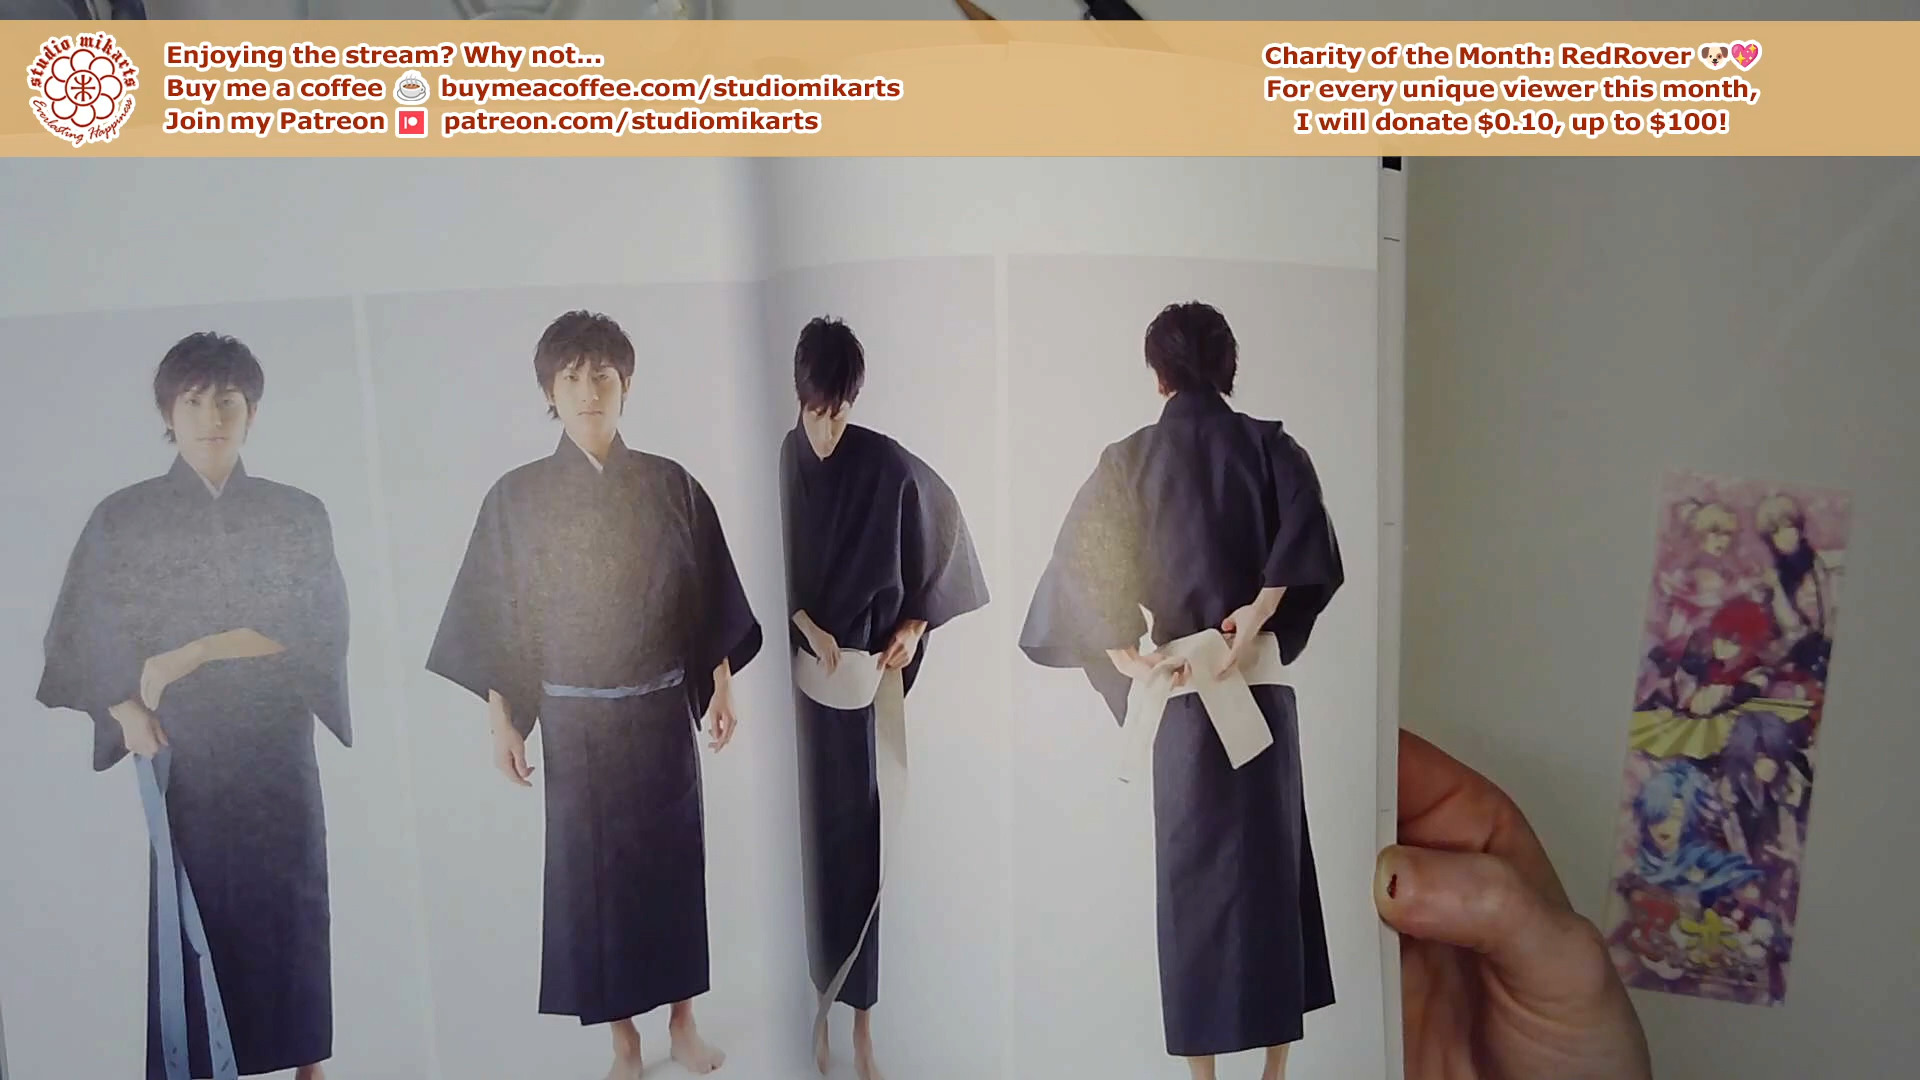 studio mikarts
Everlasting Happiness
Enjoying the stream? Why not...
Buy me a coffee ☕ buymeacoffee.com/studiomikarts
Join my Patreon patreon.com/studiomikarts
Charity of the Month: RedRover 🐶💖
For every unique viewer this month,
I will donate $0.10, up to $100!